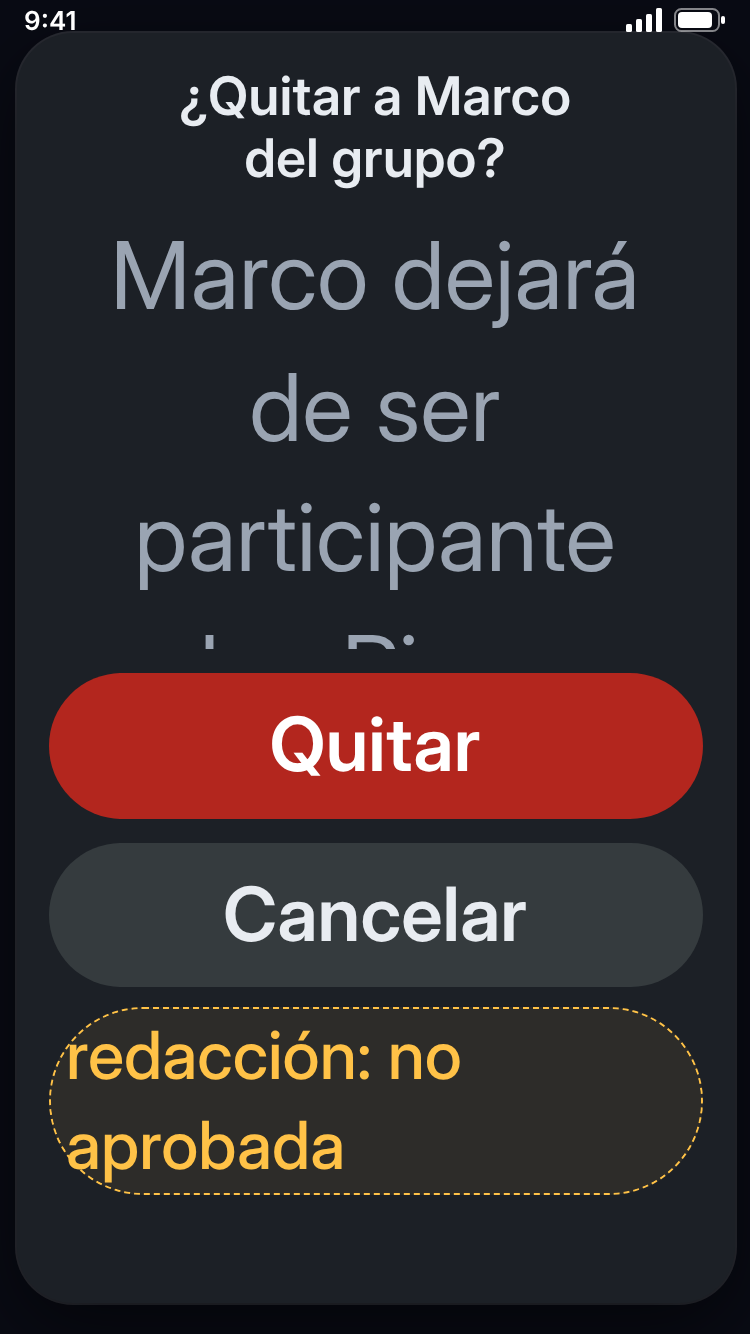 9:41
¿Quitar a Marco
del grupo?
Marco dejará
de ser
participante
Quitar
Cancelar
redacción: no
aprobada